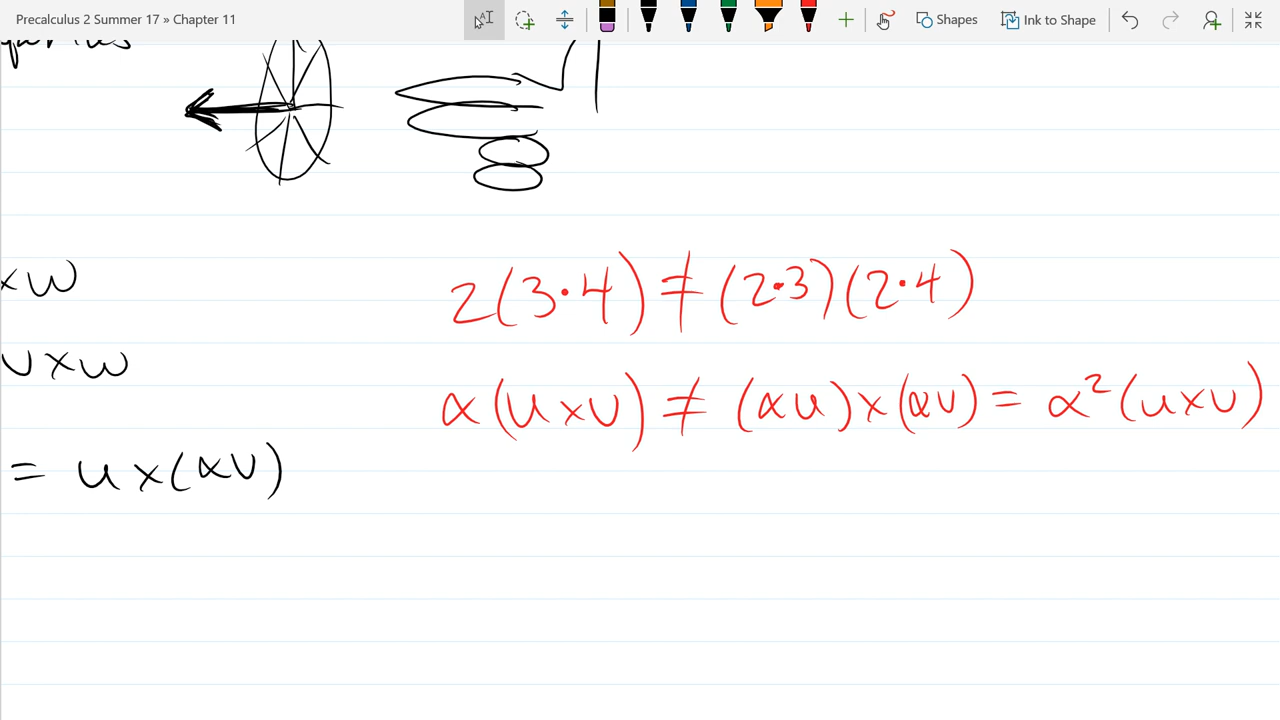 Precalculus 2 Summer 17 » Chapter 11
Shapes
Ink to Shape
xw
2(3·4) ≠ (2·3)(2·4)
v×w
α(u×v) ≠ (αu)×(αv) = α²(u×v)
= u×(αv)